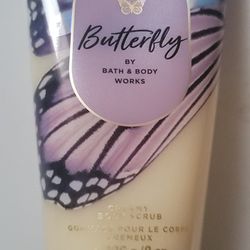 Butterfly
BY
BATH & BODY
WORKS
BODY SCRUB
POUR LE CORPS